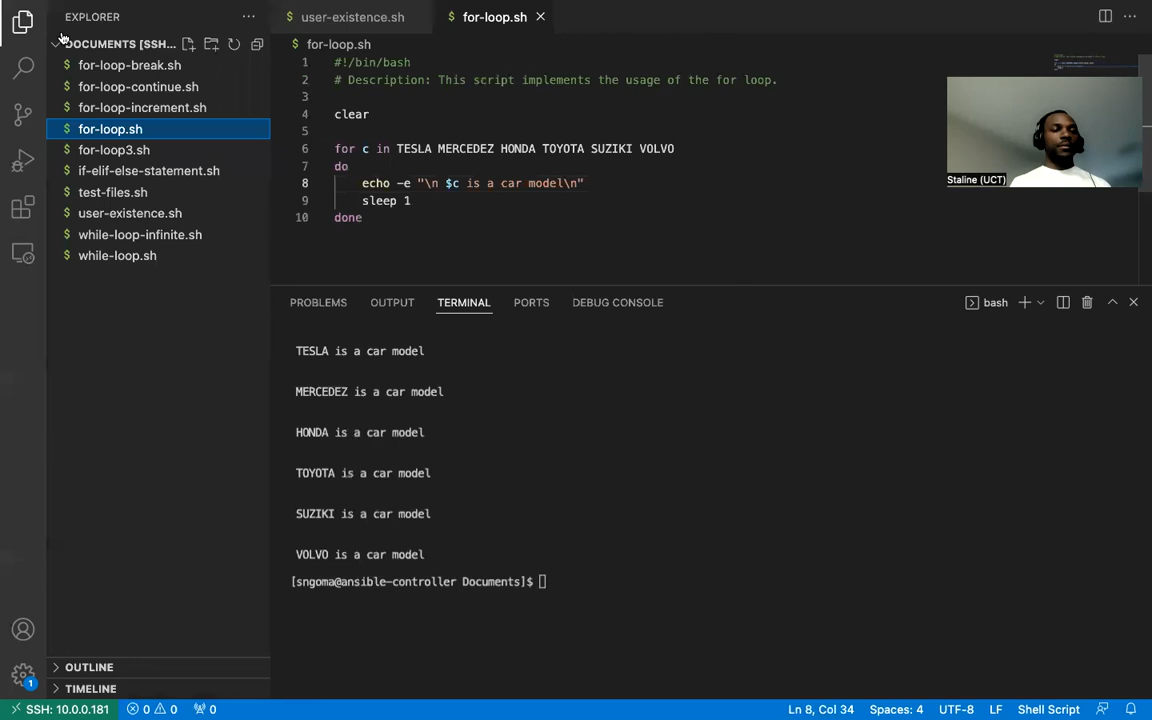 EXPLORER
DOCUMENTS [SSH...
for-loop-break.sh
for-loop-continue.sh
for-loop-increment.sh
for-loop.sh
for-loop3.sh
if-elif-else-statement.sh
test-files.sh
user-existence.sh
while-loop-infinite.sh
while-loop.sh
OUTLINE
TIMELINE
user-existence.sh
for-loop.sh
for-loop.sh
1 #!/bin/bash
2 # Description: This script implements the usage of the for loop.
3
4 clear
5
6 for c in TESLA MERCEDEZ HONDA TOYOTA SUZIKI VOLVO
7 do
8 echo -e "\n $c is a car model\n"
9 sleep 1
10 done
Staline (UCT)
PROBLEMS OUTPUT TERMINAL PORTS DEBUG CONSOLE
bash
TESLA is a car model
MERCEDEZ is a car model
HONDA is a car model
TOYOTA is a car model
SUZIKI is a car model
VOLVO is a car model
[sngoma@ansible-controller Documents]$
1
SSH: 10.0.0.181 0 0 0 Ln 8, Col 34 Spaces: 4 UTF-8 LF Shell Script